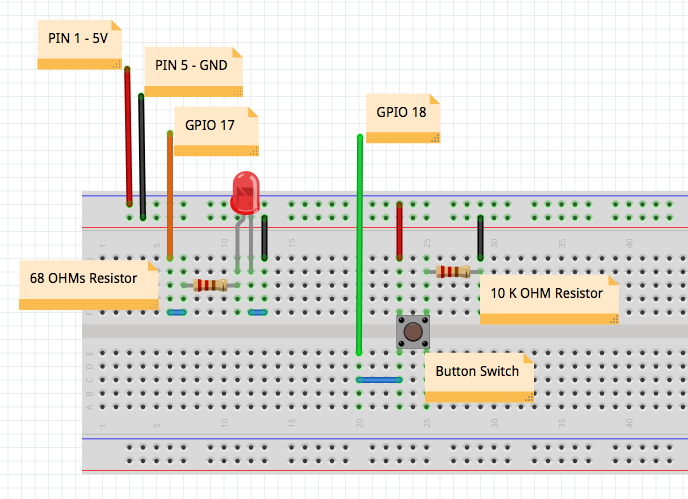 PIN 1 - 5V
PIN 5 - GND
GPIO 17
GPIO 18
1 5 10 15 20 25 30 35 40
68 OHMs Resistor
10 K OHM Resistor
Button Switch
E
D
C
B
A
1 5 10 15 20 25 30 35 40